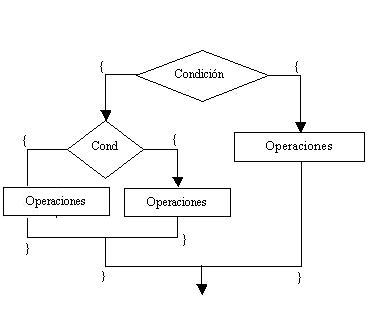 Condición
{
{
Cond
{
{
Operaciones
Operaciones
Operaciones
}
}
}
}